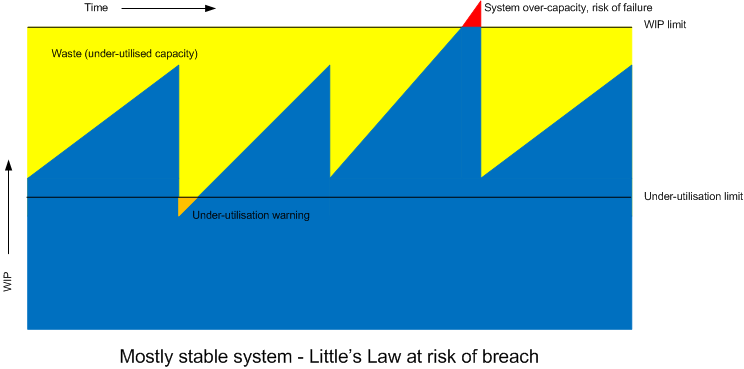 Time
System over-capacity, risk of failure
WIP limit
Waste (under-utilised capacity)
Under-utilisation limit
Under-utilisation warning
WIP
Mostly stable system - Little’s Law at risk of breach